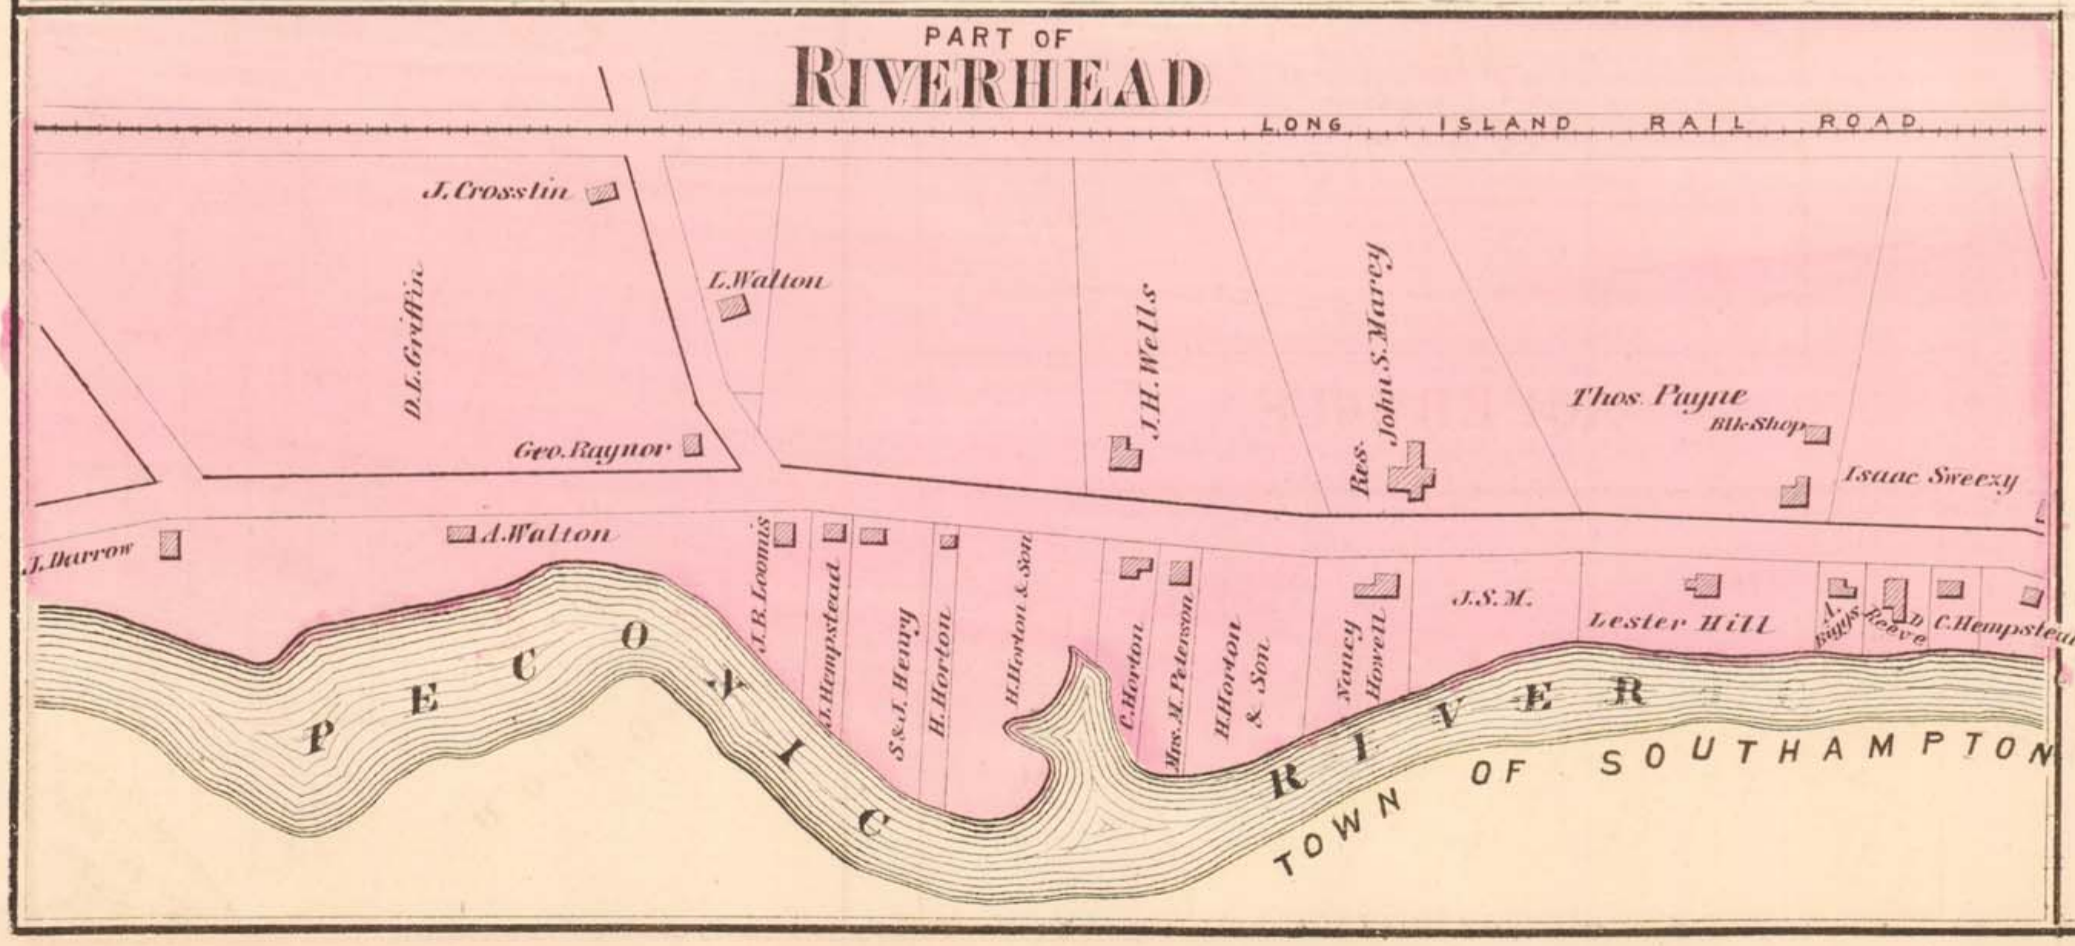 PART OF
RIVERHEAD
LONG ISLAND RAIL ROAD
J. Crosslin
D.L. Griffin
L. Walton
J.H. Wells
Res. John S. Marcy
Thos. Payne
Blk Shop
Geo. Raynor
Isaac Sweezy
J. Darrow
A. Walton
J.R. Loomis
J. Hempstead
S & J. Henry
H. Horton
H. Horton & Son
C. Horton
Mrs. M. Peterson
H. Horton
& Son
Nancy
Howell
J.S.M.
Lester Hill
A.
Biggs
D
Reeve
C. Hempstead
PECONIC RIVER
TOWN OF SOUTHAMPTON